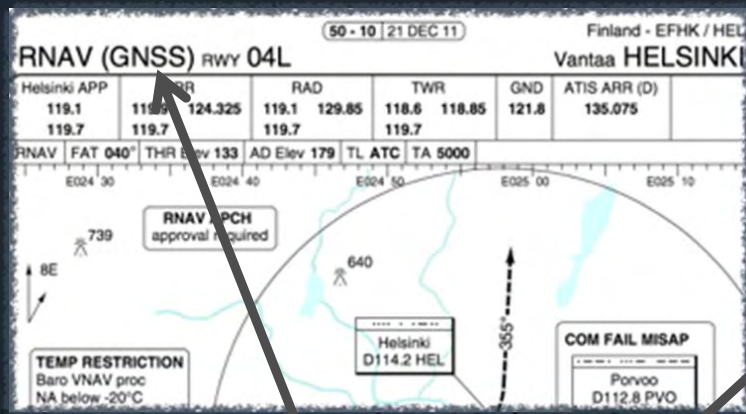 50 - 10 21 DEC 11
Finland - EFHK / HEL
RNAV (GNSS) RWY 04L
Vantaa HELSINKI
Helsinki APP RAD TWR GND ATIS ARR (D)
119.1 124.325 119.1 129.85 118.6 118.85 121.8 135.075
119.7 119.7 119.7 119.7
RNAV FAT 040° THR Elev 133 AD Elev 179 TL ATC TA 5000
E024 30 E024 40 E024 50 E025 00 E025 10
RNAV APCH
approval required
739
640
8E
Helsinki
D114.2 HEL
355°
COM FAIL MISAP
Porvoo
D112.8 PVO
TEMP RESTRICTION
Baro VNAV proc
NA below -20°C